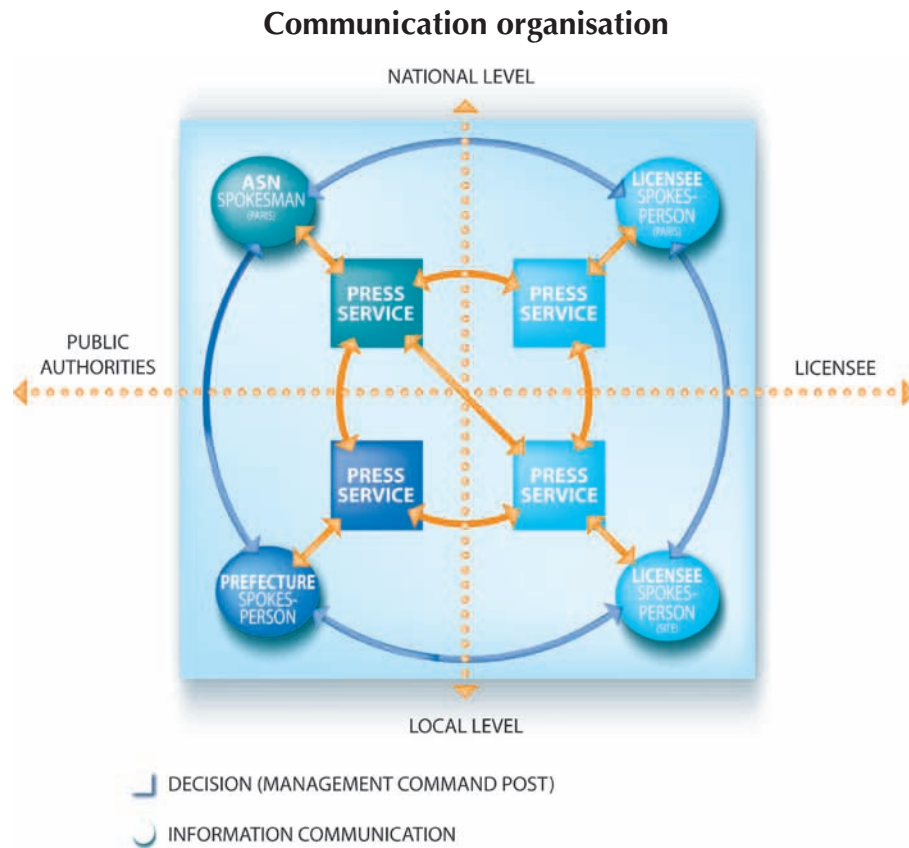 Communication organisation
NATIONAL LEVEL
ASN
SPOKESMAN
(PARIS)
LICENSEE
SPOKES-
PERSON
(PARIS)
PRESS
SERVICE
PRESS
SERVICE
PUBLIC
AUTHORITIES
LICENSEE
PRESS
SERVICE
PRESS
SERVICE
PREFECTURE
SPOKES-
PERSON
LICENSEE
SPOKES-
PERSON
(SITE)
LOCAL LEVEL
DECISION (MANAGEMENT COMMAND POST)
INFORMATION COMMUNICATION